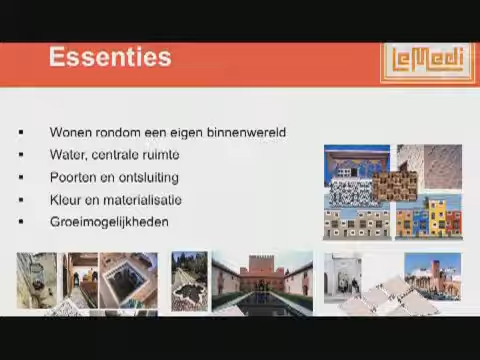 Essenties
LeMedi
Wonen rondom een eigen binnenwereld
Water, centrale ruimte
Poorten en ontsluiting
Kleur en materialisatie
Groeimogelijkheden